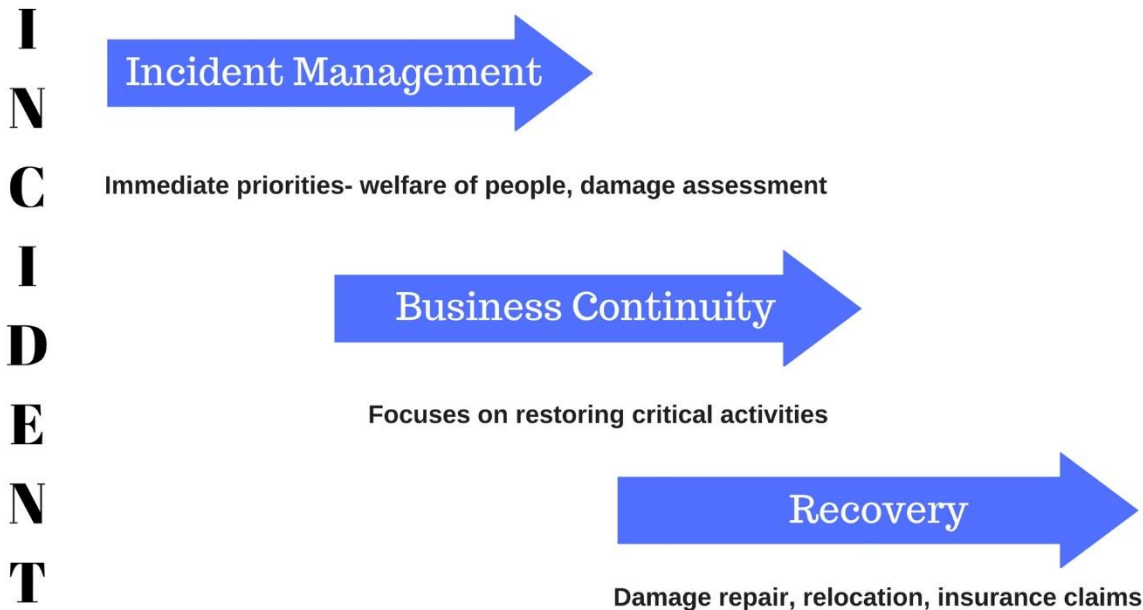 INCIDENT
Incident Management
Immediate priorities- welfare of people, damage assessment
Business Continuity
Focuses on restoring critical activities
Recovery
Damage repair, relocation, insurance claims